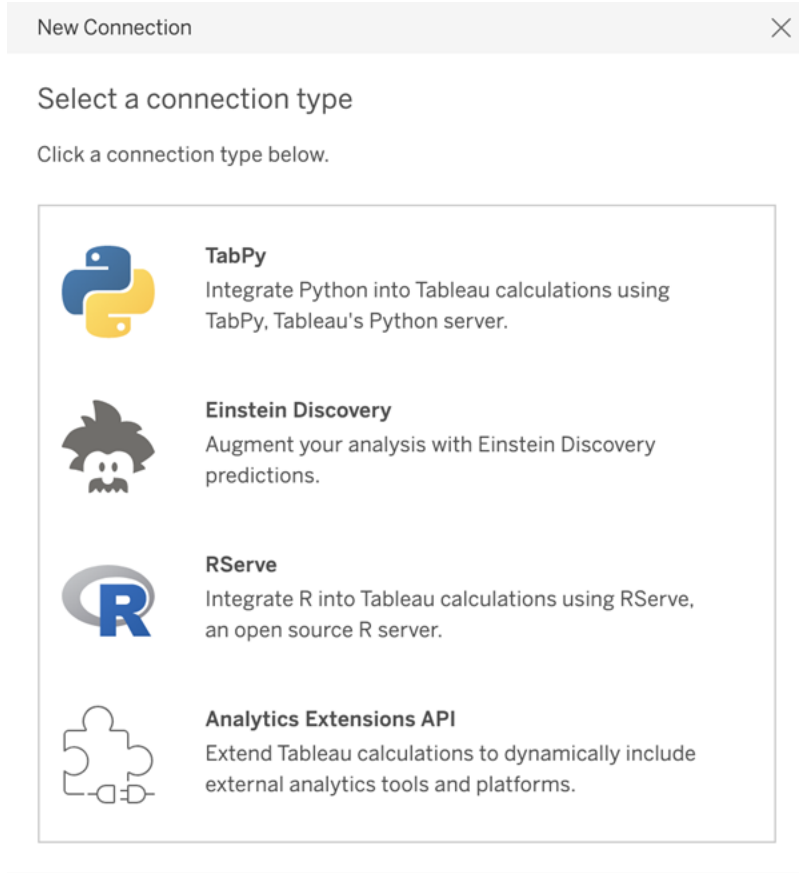 New Connection
Select a connection type
Click a connection type below.
TabPy
Integrate Python into Tableau calculations using
TabPy, Tableau's Python server.
Einstein Discovery
Augment your analysis with Einstein Discovery
predictions.
R
RServe
Integrate R into Tableau calculations using RServe,
an open source R server.
Analytics Extensions API
Extend Tableau calculations to dynamically include
external analytics tools and platforms.